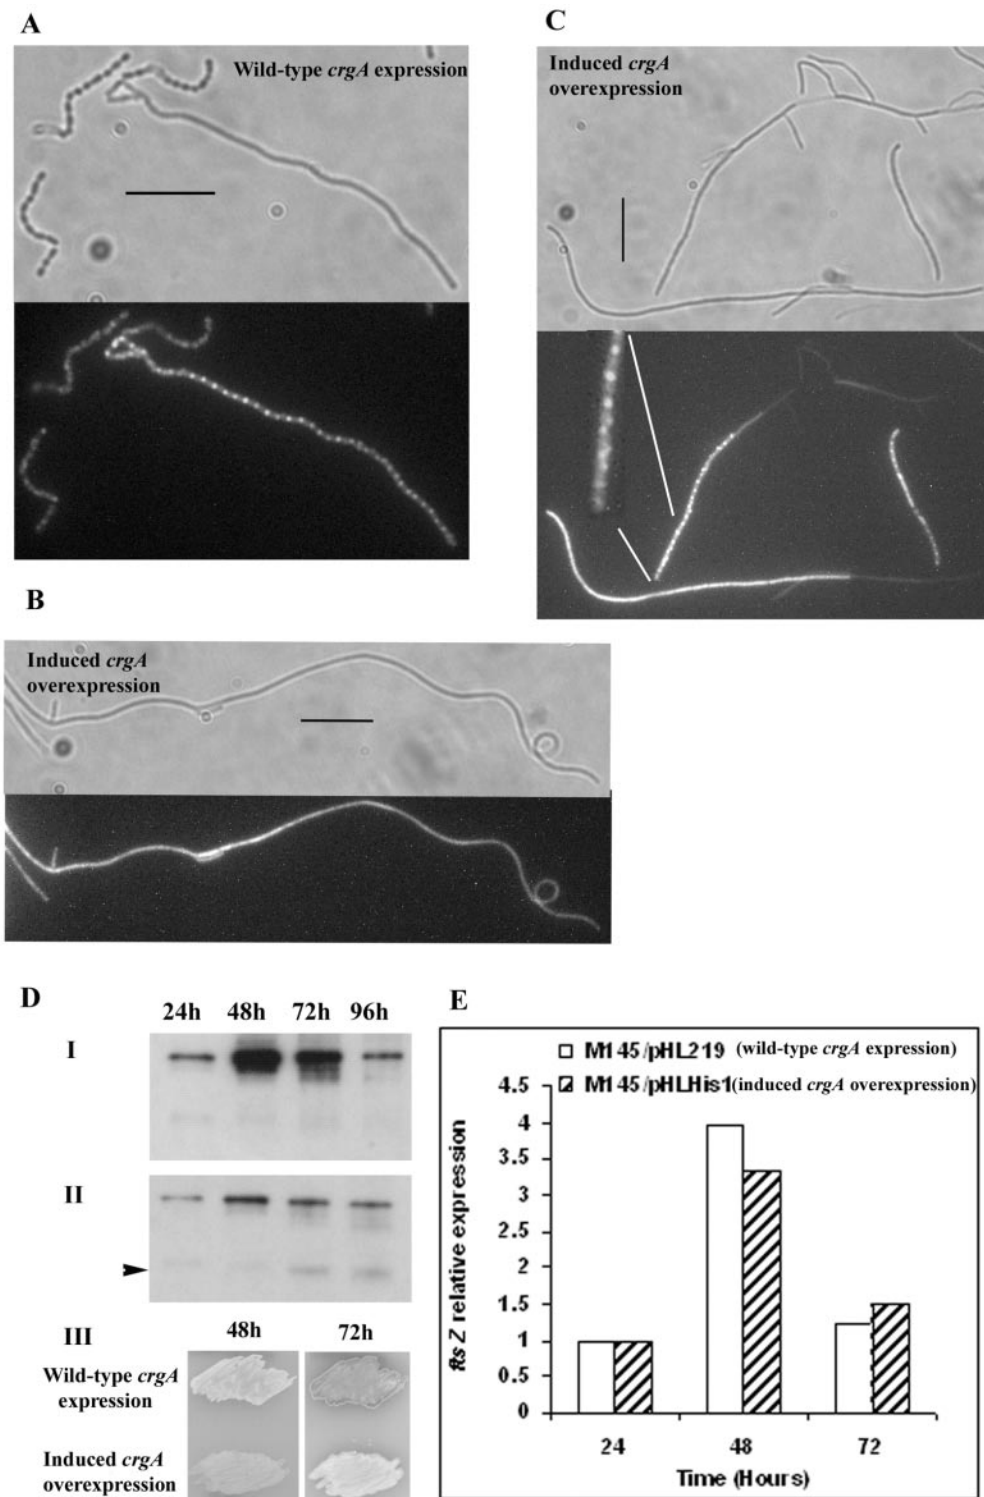 A
Wild-type crgA expression
C
Induced crgA
overexpression
B
Induced crgA
overexpression
D
24h 48h 72h 96h
I
II
III
48h 72h
Wild-type crgA
expression
Induced crgA
overexpression
E
M145/pHL219 (wild-type crgA expression)
M145/pHLHis1 (induced crgA overexpression)
fts Z relative expression
4.5
4
3.5
3
2.5
2
1.5
1
0.5
0
24 48 72
Time (Hours)